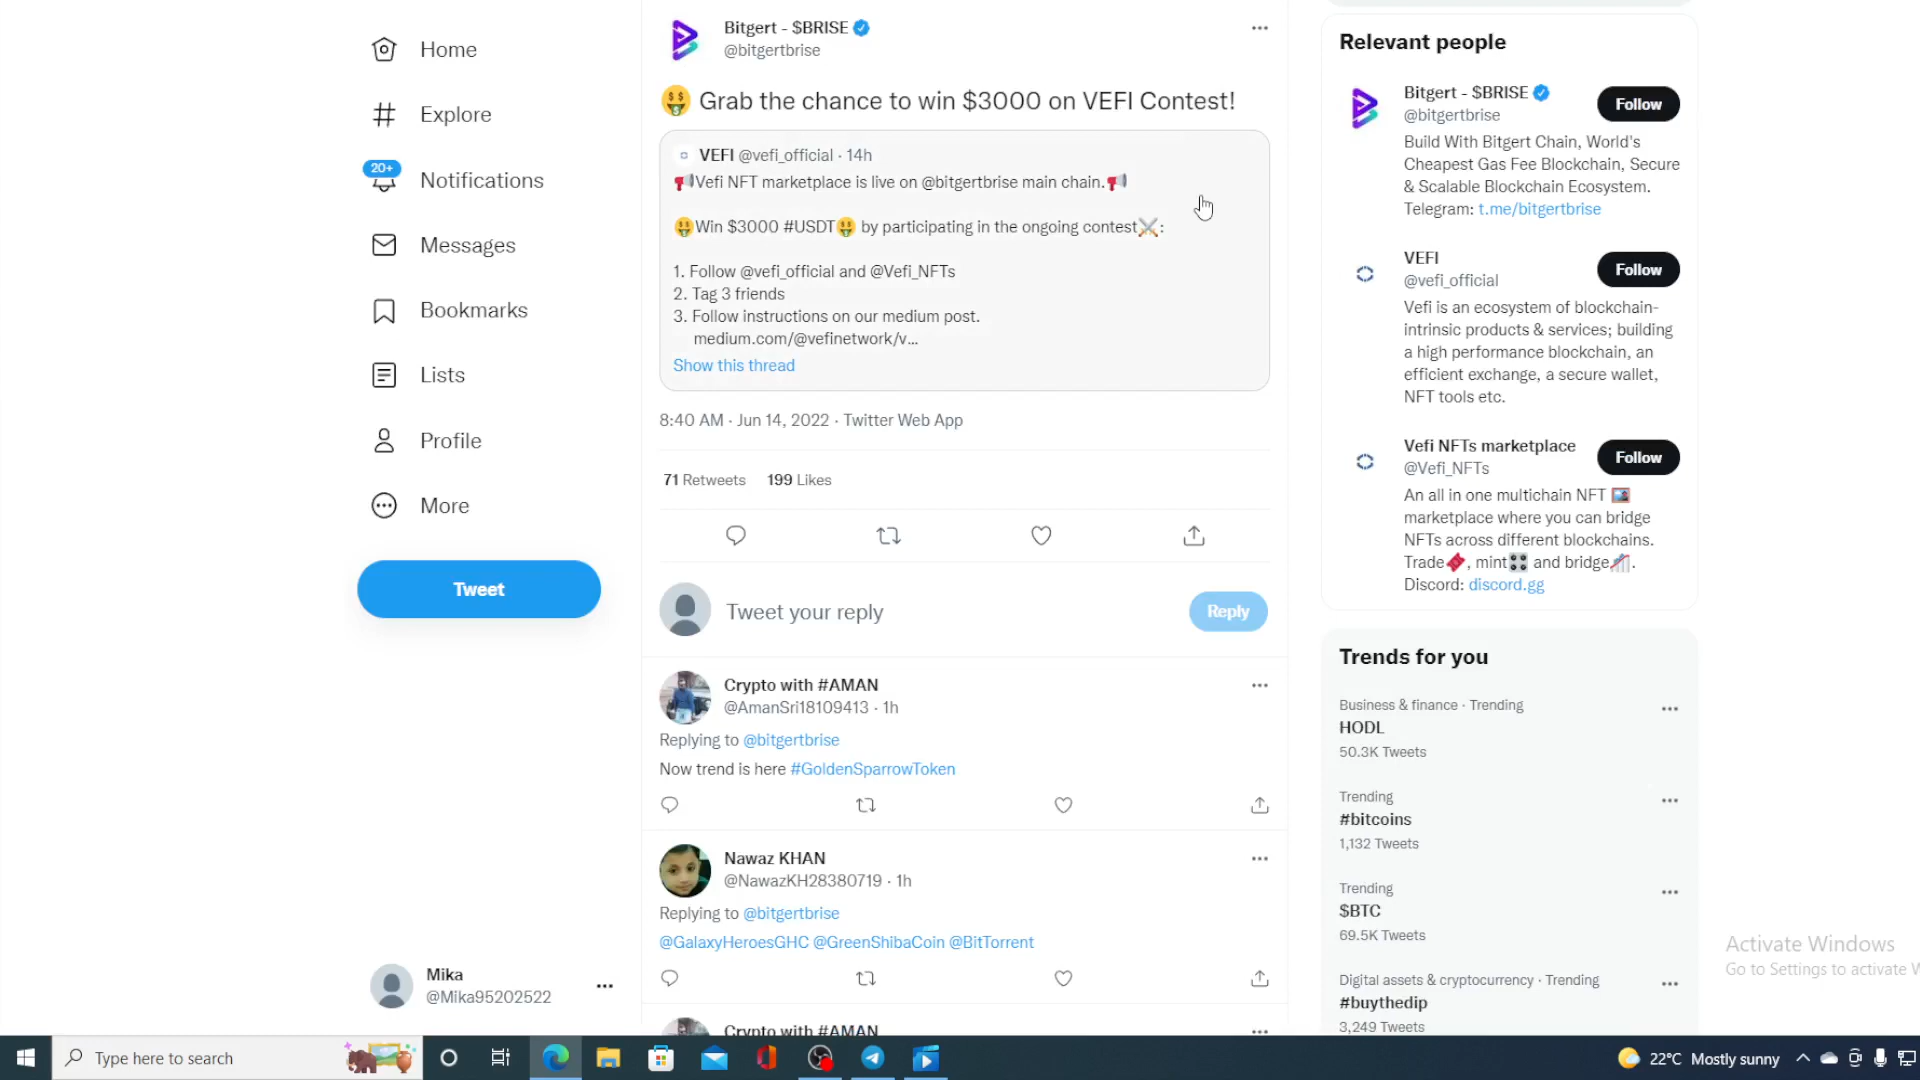 Home
Explore
20+
Notifications
Messages
Bookmarks
Lists
Profile
More
Tweet
Mika
@Mika95202522
Bitgert - $BRISE
@bitgertbrise
Grab the chance to win $3000 on VEFI Contest!
VEFI @vefi_official · 14h
Vefi NFT marketplace is live on @bitgertbrise main chain.
Win $3000 #USDT by participating in the ongoing contest:
1. Follow @vefi_official and @Vefi_NFTs
2. Tag 3 friends
3. Follow instructions on our medium post.
medium.com/@vefinetwork/v...
Show this thread
8:40 AM · Jun 14, 2022 · Twitter Web App
71 Retweets 199 Likes
Tweet your reply
Reply
Crypto with #AMAN
@AmanSri18109413 · 1h
Replying to @bitgertbrise
Now trend is here #GoldenSparrowToken
Nawaz KHAN
@NawazKH28380719 · 1h
Replying to @bitgertbrise
@GalaxyHeroesGHC @GreenShibaCoin @BitTorrent
Crypto with #AMAN
Relevant people
Bitgert - $BRISE
@bitgertbrise
Follow
Build With Bitgert Chain, World's
Cheapest Gas Fee Blockchain, Secure
& Scalable Blockchain Ecosystem.
Telegram: t.me/bitgertbrise
VEFI
@vefi_official
Follow
Vefi is an ecosystem of blockchain-
intrinsic products & services; building
a high performance blockchain, an
efficient exchange, a secure wallet,
NFT tools etc.
Vefi NFTs marketplace
@Vefi_NFTs
Follow
An all in one multichain NFT
marketplace where you can bridge
NFTs across different blockchains.
Trade, mint and bridge.
Discord: discord.gg
Trends for you
Business & finance · Trending
HODL
50.3K Tweets
Trending
#bitcoins
1,132 Tweets
Trending
$BTC
69.5K Tweets
Digital assets & cryptocurrency · Trending
#buythedip
3,249 Tweets
Activate Windows
Go to Settings to activate W
Type here to search
22°C Mostly sunny